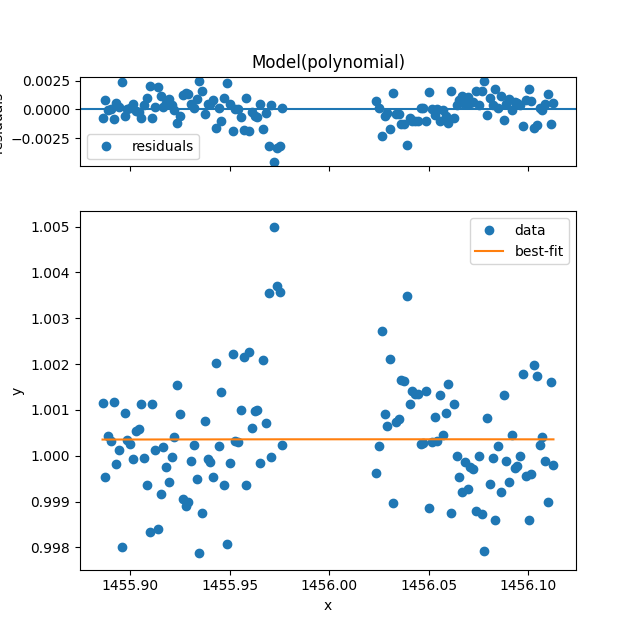 Model(polynomial)
0.0025
0.0000
−0.0025
residuals
residuals
1.005
1.004
1.003
1.002
1.001
1.000
0.999
0.998
y
data
best-fit
1455.90
1455.95
1456.00
1456.05
1456.10
x